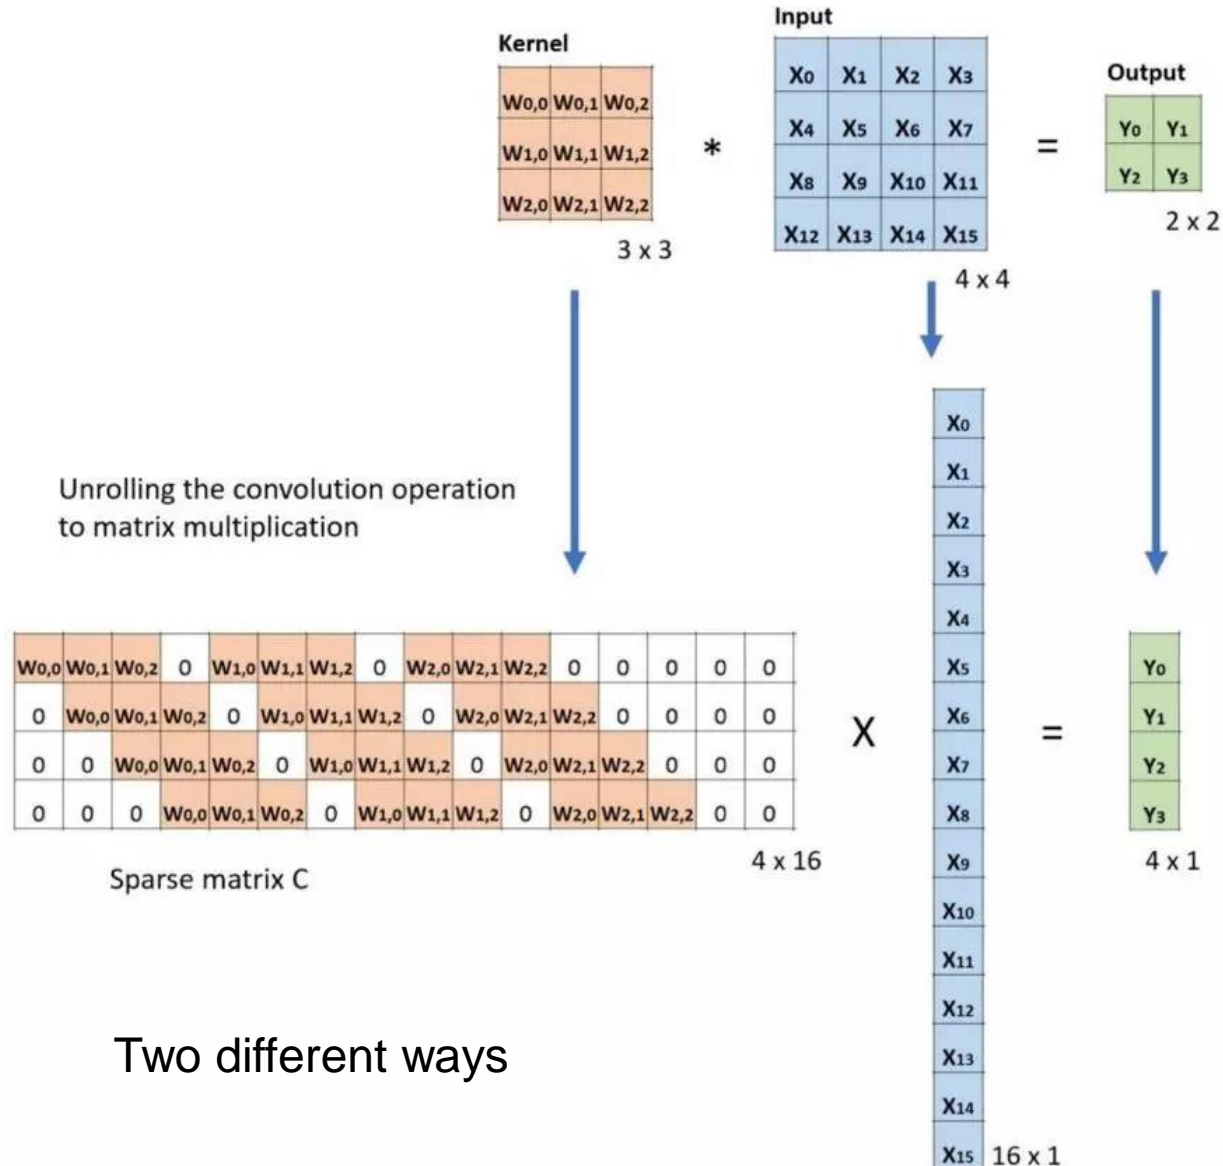 Input
Kernel
X0 X1 X2 X3
Output
W0,0 W0,1 W0,2
X4 X5 X6 X7
Y0 Y1
W1,0 W1,1 W1,2
*
=
X8 X9 X10 X11
Y2 Y3
W2,0 W2,1 W2,2
X12 X13 X14 X15
2 x 2
3 x 3
4 x 4
Unrolling the convolution operation
to matrix multiplication
W0,0 W0,1 W0,2 0 W1,0 W1,1 W1,2 0 W2,0 W2,1 W2,2 0 0 0 0 0
0 W0,0 W0,1 W0,2 0 W1,0 W1,1 W1,2 0 W2,0 W2,1 W2,2 0 0 0 0
0 0 W0,0 W0,1 W0,2 0 W1,0 W1,1 W1,2 0 W2,0 W2,1 W2,2 0 0 0
0 0 0 W0,0 W0,1 W0,2 0 W1,0 W1,1 W1,2 0 W2,0 W2,1 W2,2 0 0
4 x 16
Sparse matrix C
X
X0
X1
X2
X3
X4
X5
X6
X7
X8
X9
X10
X11
X12
X13
X14
X15
16 x 1
=
Y0
Y1
Y2
Y3
4 x 1
Two different ways